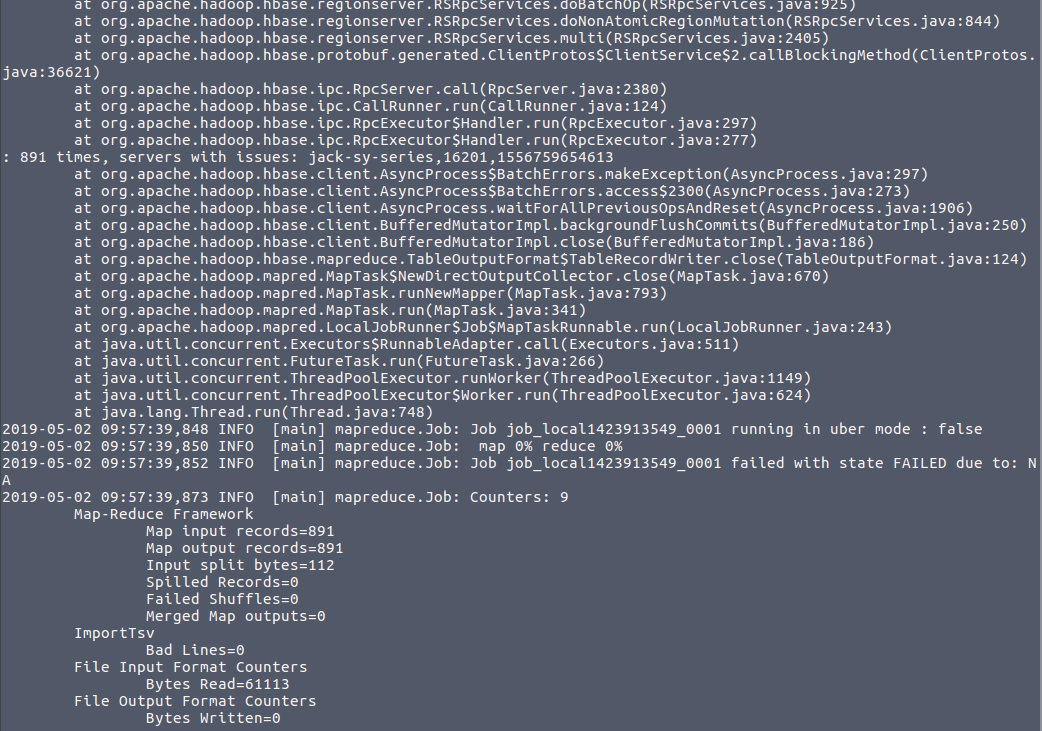 at org.apache.hadoop.hbase.regionserver.RSRpcServices.doBatchOp(RSRpcServices.java:925)
at org.apache.hadoop.hbase.regionserver.RSRpcServices.doNonAtomicRegionMutation(RSRpcServices.java:844)
at org.apache.hadoop.hbase.regionserver.RSRpcServices.multi(RSRpcServices.java:2405)
at org.apache.hadoop.hbase.protobuf.generated.ClientProtos$ClientService$2.callBlockingMethod(ClientProtos.
java:36621)
at org.apache.hadoop.hbase.ipc.RpcServer.call(RpcServer.java:2380)
at org.apache.hadoop.hbase.ipc.CallRunner.run(CallRunner.java:124)
at org.apache.hadoop.hbase.ipc.RpcExecutor$Handler.run(RpcExecutor.java:297)
at org.apache.hadoop.hbase.ipc.RpcExecutor$Handler.run(RpcExecutor.java:277)
: 891 times, servers with issues: jack-sy-series,16201,1556759654613
at org.apache.hadoop.hbase.client.AsyncProcess$BatchErrors.makeException(AsyncProcess.java:297)
at org.apache.hadoop.hbase.client.AsyncProcess$BatchErrors.access$2300(AsyncProcess.java:273)
at org.apache.hadoop.hbase.client.AsyncProcess.waitForAllPreviousOpsAndReset(AsyncProcess.java:1906)
at org.apache.hadoop.hbase.client.BufferedMutatorImpl.backgroundFlushCommits(BufferedMutatorImpl.java:250)
at org.apache.hadoop.hbase.client.BufferedMutatorImpl.close(BufferedMutatorImpl.java:186)
at org.apache.hadoop.hbase.mapreduce.TableOutputFormat$TableRecordWriter.close(TableOutputFormat.java:124)
at org.apache.hadoop.mapred.MapTask$NewDirectOutputCollector.close(MapTask.java:670)
at org.apache.hadoop.mapred.MapTask.runNewMapper(MapTask.java:793)
at org.apache.hadoop.mapred.MapTask.run(MapTask.java:341)
at org.apache.hadoop.mapred.LocalJobRunner$Job$MapTaskRunnable.run(LocalJobRunner.java:243)
at java.util.concurrent.Executors$RunnableAdapter.call(Executors.java:511)
at java.util.concurrent.FutureTask.run(FutureTask.java:266)
at java.util.concurrent.ThreadPoolExecutor.runWorker(ThreadPoolExecutor.java:1149)
at java.util.concurrent.ThreadPoolExecutor$Worker.run(ThreadPoolExecutor.java:624)
at java.lang.Thread.run(Thread.java:748)
2019-05-02 09:57:39,848 INFO  [main] mapreduce.Job: Job job_local1423913549_0001 running in uber mode : false
2019-05-02 09:57:39,850 INFO  [main] mapreduce.Job:  map 0% reduce 0%
2019-05-02 09:57:39,852 INFO  [main] mapreduce.Job: Job job_local1423913549_0001 failed with state FAILED due to: N
A
2019-05-02 09:57:39,873 INFO  [main] mapreduce.Job: Counters: 9
Map-Reduce Framework
Map input records=891
Map output records=891
Input split bytes=112
Spilled Records=0
Failed Shuffles=0
Merged Map outputs=0
ImportTsv
Bad Lines=0
File Input Format Counters
Bytes Read=61113
File Output Format Counters
Bytes Written=0